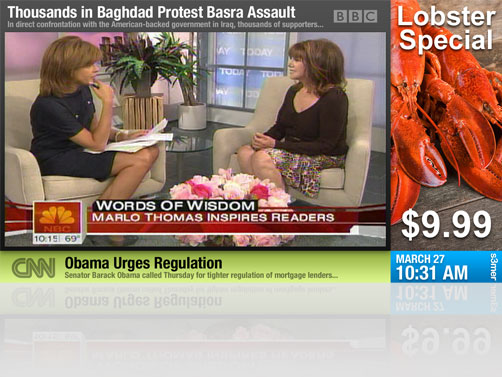 Thousands in Baghdad Protest Basra Assault
In direct confrontation with the American-backed government in Iraq, thousands of supporters...
BBC
Lobster
Special
$9.99
TODAY
WORDS OF WISDOM
MARLO THOMAS INSPIRES READERS
NBC
10:15 69°
CNN
Obama Urges Regulation
Senator Barack Obama called Thursday for tighter regulation of mortgage lenders...
MARCH 27
10:31 AM
s3mer